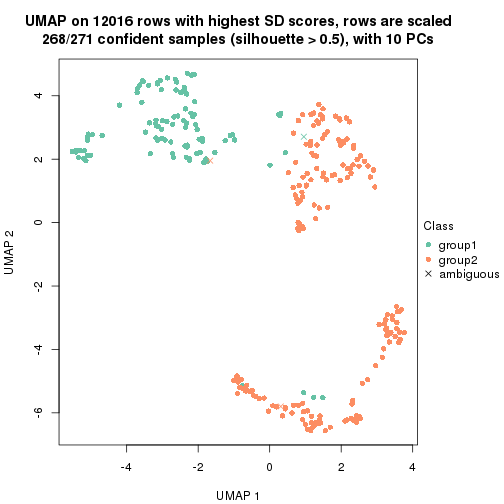 UMAP on 12016 rows with highest SD scores, rows are scaled
268/271 confident samples (silhouette > 0.5), with 10 PCs
4
2
0
-2
-4
-6
UMAP 2
-4
-2
0
2
4
UMAP 1
Class
group1
group2
ambiguous